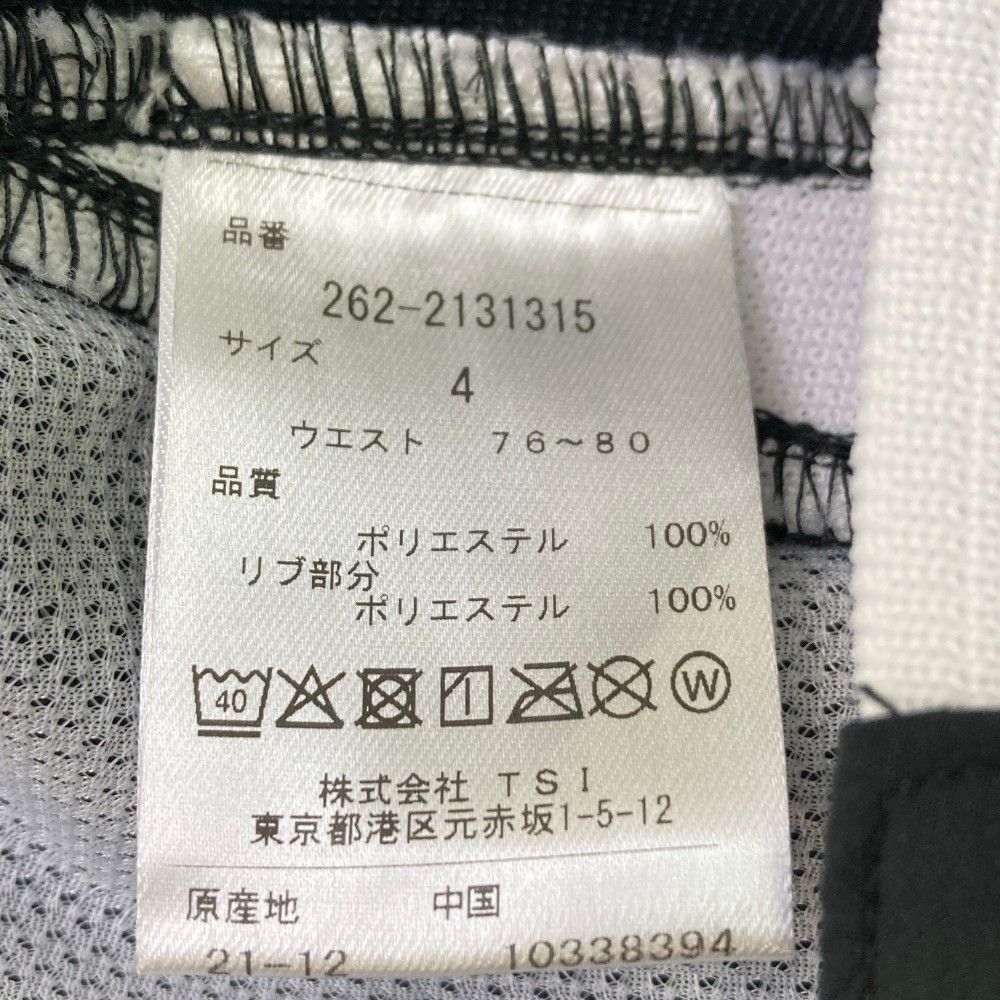 品番
262-2131315
サイズ
4
ウエスト 76～80
品質
ポリエステル 100%
リブ部分
ポリエステル 100%
40 W
株式会社 TSI
東京都港区元赤坂1-5-12
原産地 中国
21-12 10338394